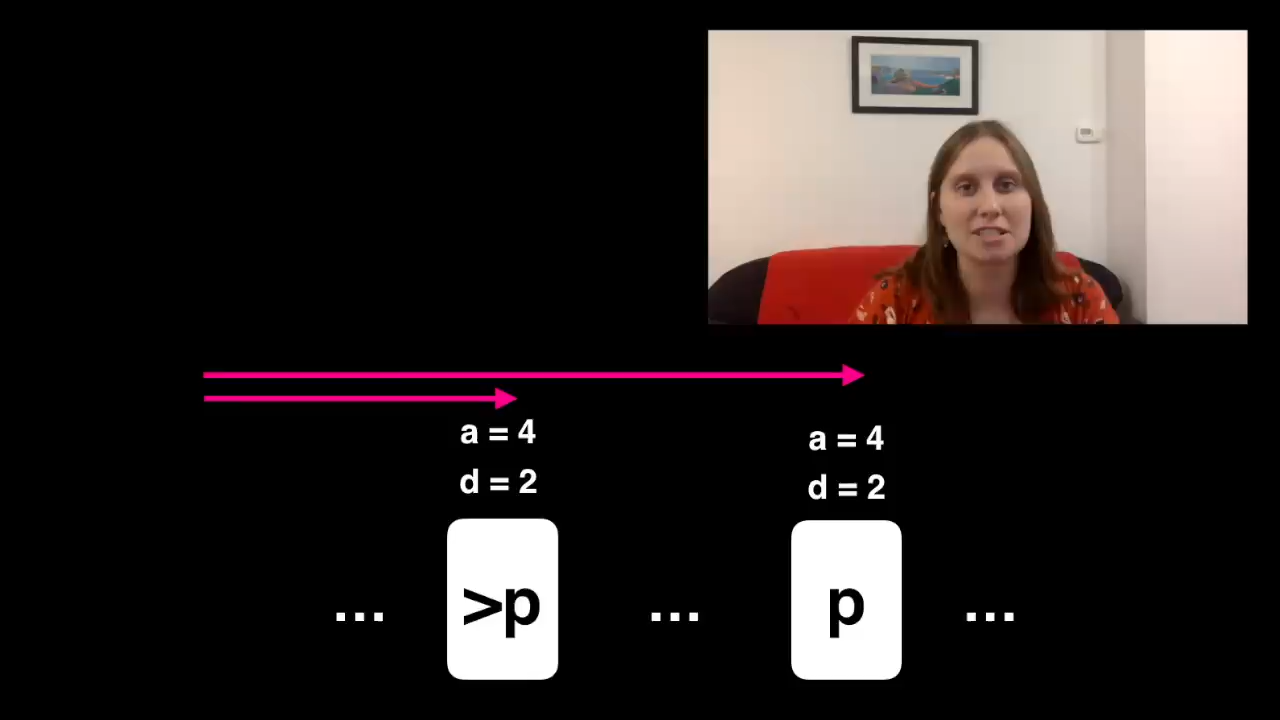 a = 4
d = 2
a = 4
d = 2
... >p ... p ...